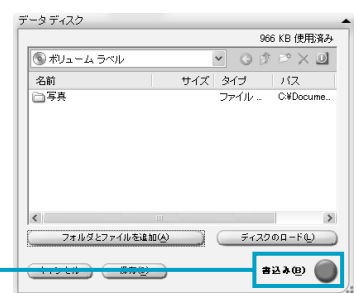 データ ディスク
966 KB 使用済み
ボリューム ラベル
名前 サイズ タイプ パス
写真 ファイル ... C:¥Docume...
フォルダとファイルを追加(A) ディスクのロード(L)
キャンセル 保存(S) 書込み(B)